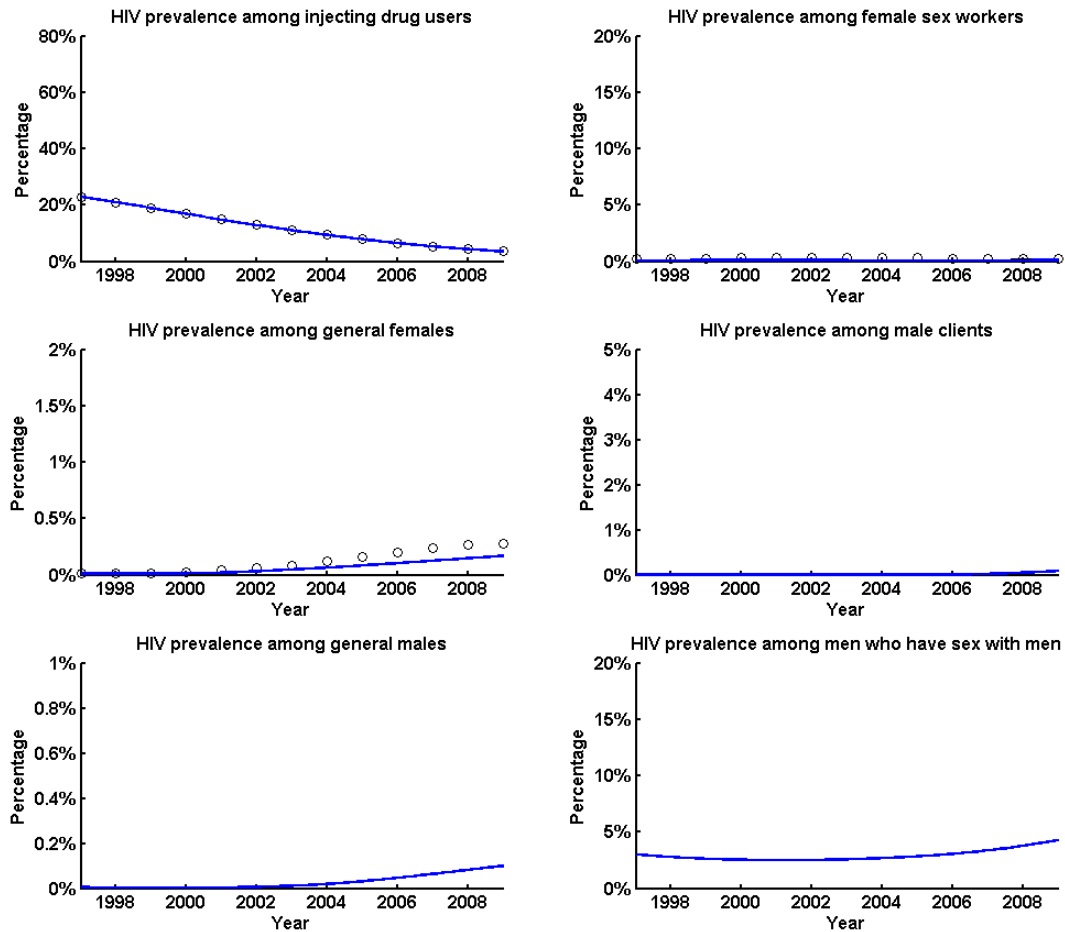 HIV prevalence among injecting drug users
80%
60%
40%
20%
0%
Percentage
1998 2000 2002 2004 2006 2008
Year
HIV prevalence among female sex workers
20%
15%
10%
5%
0%
Percentage
1998 2000 2002 2004 2006 2008
Year
HIV prevalence among general females
2%
1.5%
1%
0.5%
0%
Percentage
1998 2000 2002 2004 2006 2008
Year
HIV prevalence among male clients
5%
4%
3%
2%
1%
0%
Percentage
1998 2000 2002 2004 2006 2008
Year
HIV prevalence among general males
1%
0.8%
0.6%
0.4%
0.2%
0%
Percentage
1998 2000 2002 2004 2006 2008
Year
HIV prevalence among men who have sex with men
20%
15%
10%
5%
0%
Percentage
1998 2000 2002 2004 2006 2008
Year